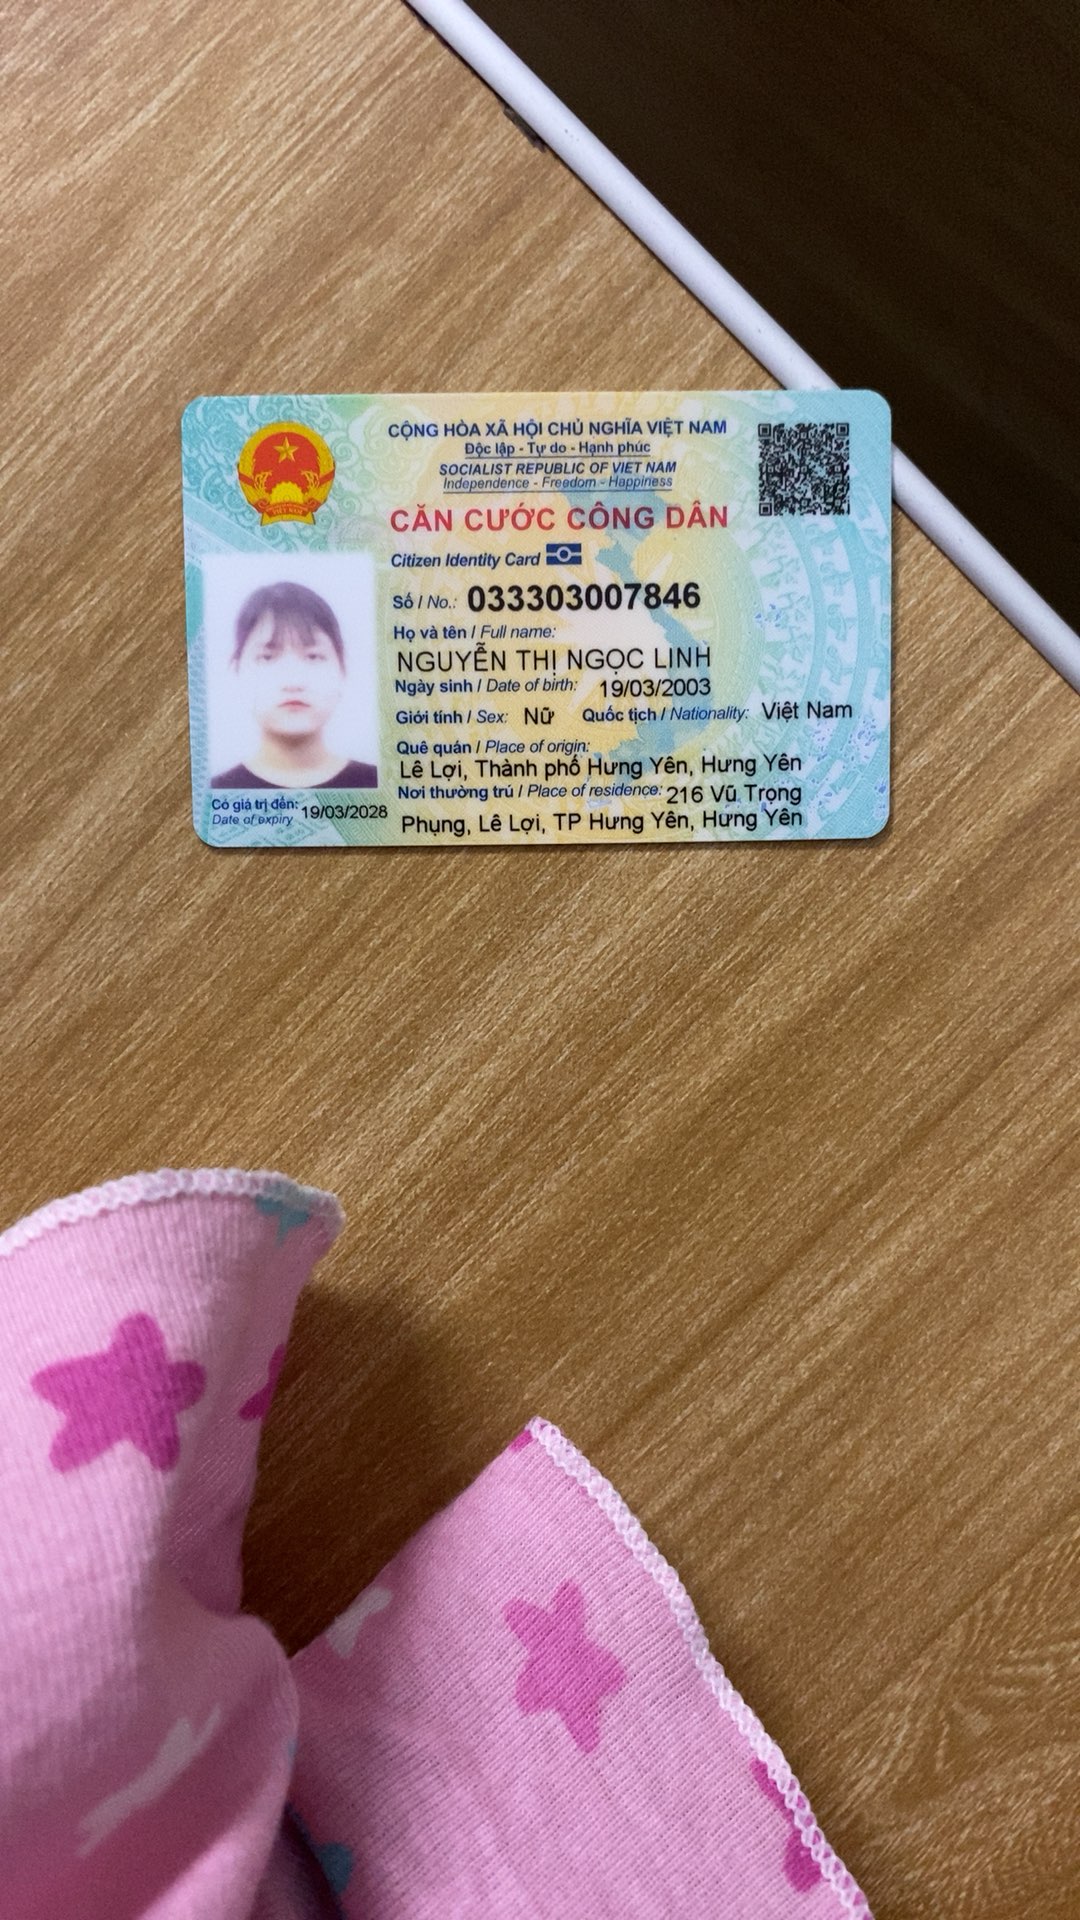 CỘNG HÒA XÃ HỘI CHỦ NGHĨA VIỆT NAM
Độc lập - Tự do - Hạnh phúc
SOCIALIST REPUBLIC OF VIET NAM
Independence - Freedom - Happiness
CĂN CƯỚC CÔNG DÂN
Citizen Identity Card
Số / No.: 033303007846
Họ và tên / Full name:
NGUYỄN THỊ NGỌC LINH
Ngày sinh / Date of birth: 19/03/2003
Giới tính / Sex: Nữ Quốc tịch / Nationality: Việt Nam
Quê quán / Place of origin:
Lê Lợi, Thành phố Hưng Yên, Hưng Yên
Nơi thường trú / Place of residence: 216 Vũ Trọng
Phụng, Lê Lợi, TP Hưng Yên, Hưng Yên
Có giá trị đến: 19/03/2028
Date of expiry
VIỆT NAM